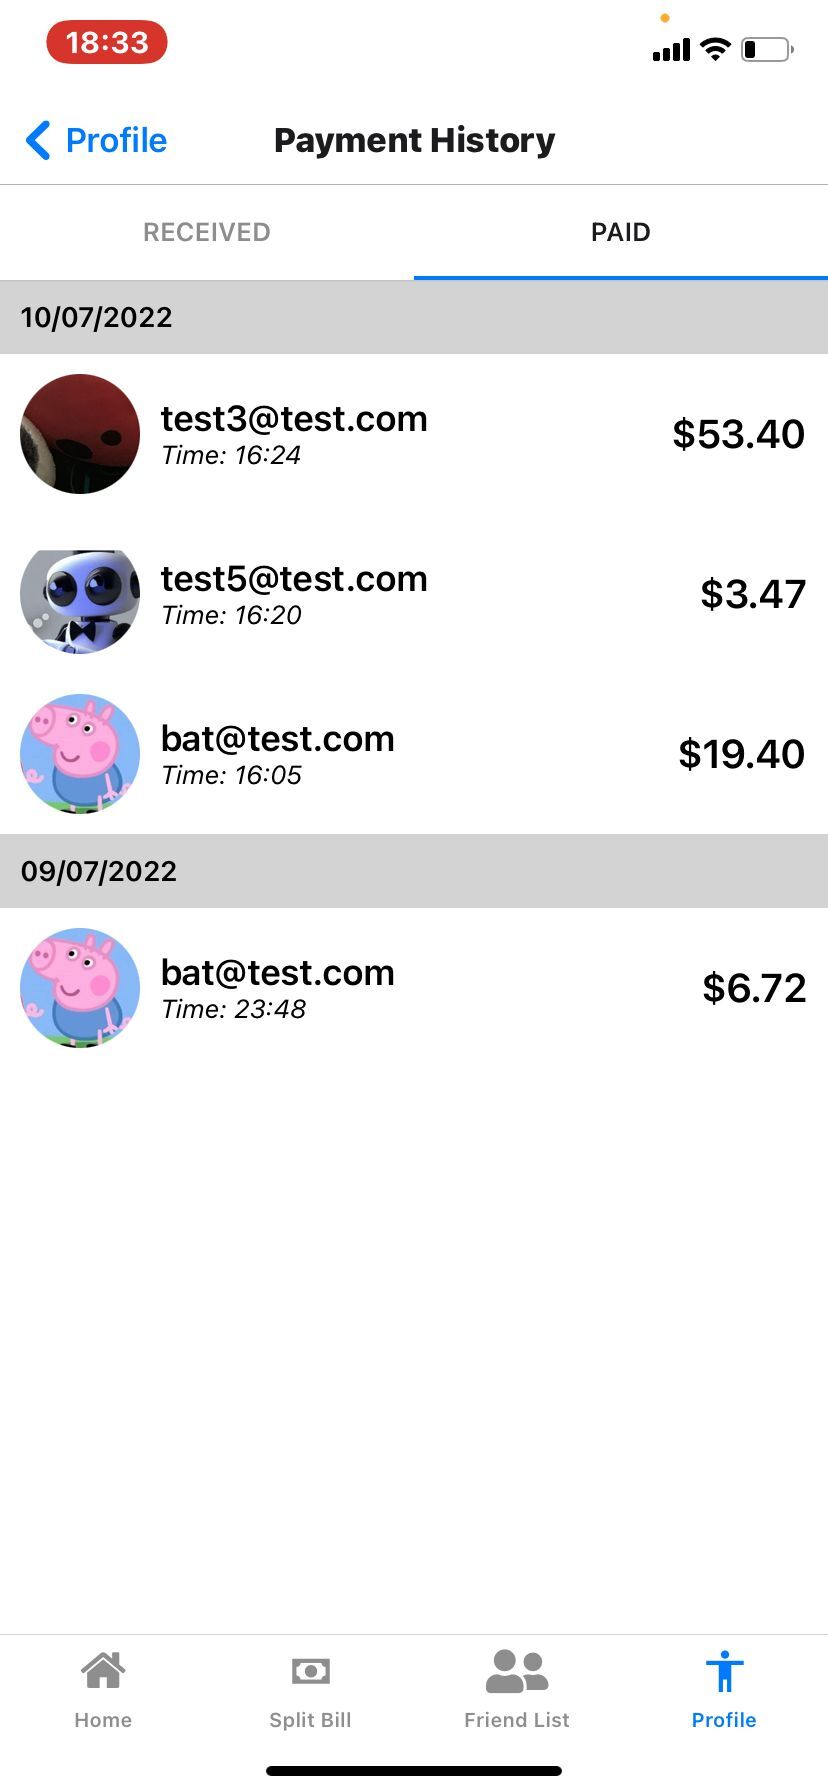 18:33
Profile
Payment History
RECEIVED
PAID
10/07/2022
test3@test.com
Time: 16:24
$53.40
test5@test.com
Time: 16:20
$3.47
bat@test.com
Time: 16:05
$19.40
09/07/2022
bat@test.com
Time: 23:48
$6.72
Home
Split Bill
Friend List
Profile